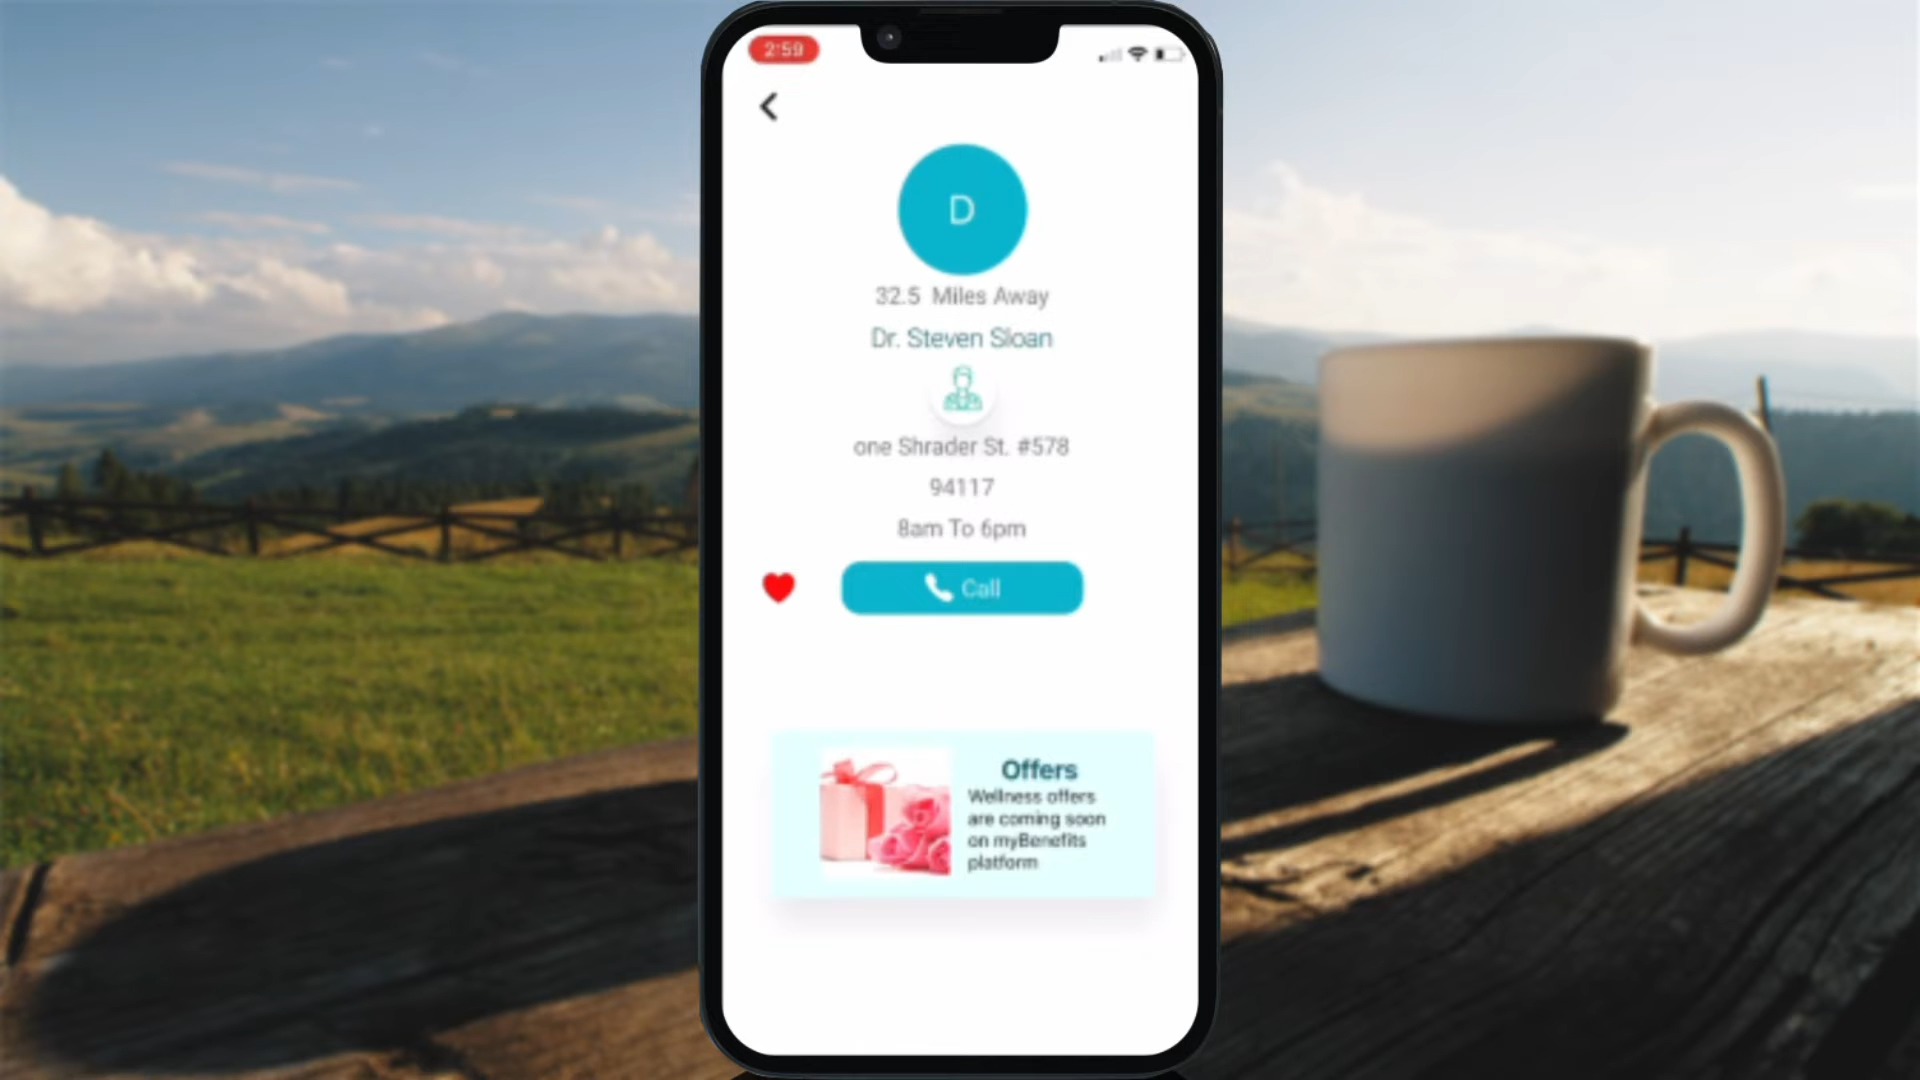 2:59
D
32.5 Miles Away
Dr. Steven Sloan
one Shrader St. #578
94117
8am To 6pm
Call
Offers
Wellness offers
are coming soon
on myBenefits
platform